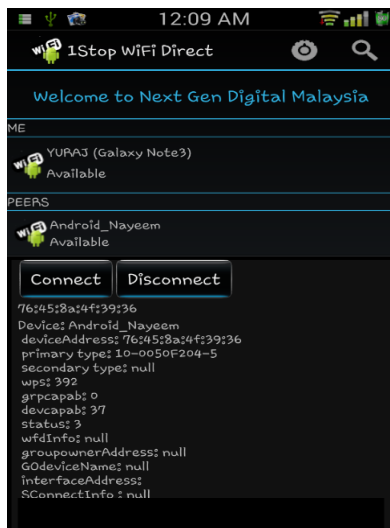 12:09 AM
1Stop WiFi Direct
Welcome to Next Gen Digital Malaysia
ME
YURAJ (Galaxy Note3)
Available
PEERS
Android_Nayeem
Available
Connect Disconnect
76:45:8a:4f:39:36
Device: Android_Nayeem
deviceAddress: 76:45:8a:4f:39:36
primary type: 10-0050F204-5
secondary type: null
wps: 392
grpcapab: 0
devcapab: 37
status: 3
wfdInfo: null
groupownerAddress: null
GOdeviceName: null
interfaceAddress:
SConnectInfo : null